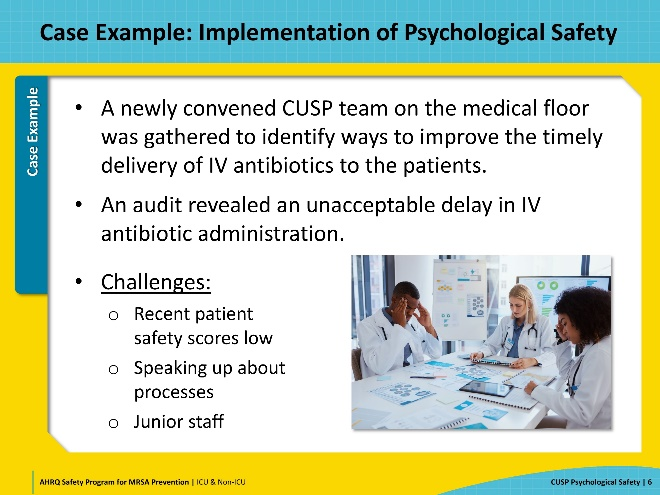 Case Example: Implementation of Psychological Safety
Case Example
• A newly convened CUSP team on the medical floor
was gathered to identify ways to improve the timely
delivery of IV antibiotics to the patients.
• An audit revealed an unacceptable delay in IV
antibiotic administration.
• Challenges:
o Recent patient
safety scores low
o Speaking up about
processes
o Junior staff
AHRQ Safety Program for MRSA Prevention | ICU & Non-ICU
CUSP Psychological Safety | 6